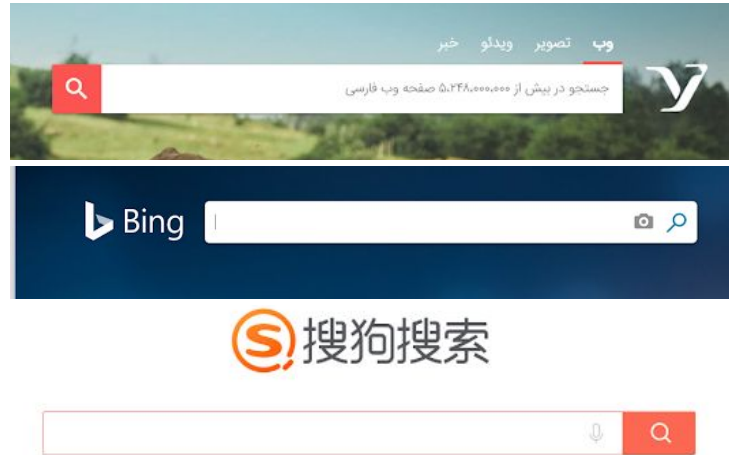 وب تصویر ویدئو خبر
جستجو در بیش از ۵،۲۴۸،۰۰۰،۰۰۰ صفحه وب فارسی
Bing
搜狗搜索